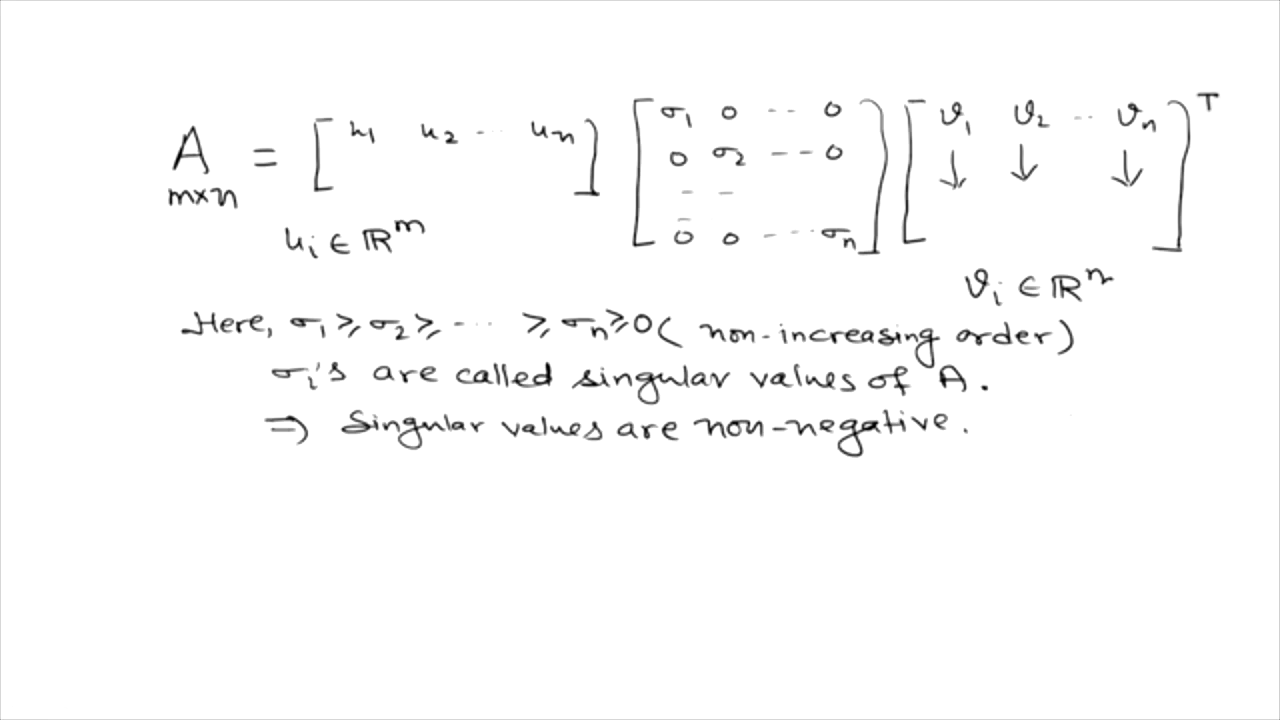 A m×n = [u₁ u₂ ... uₙ] [σ₁ 0 ... 0 0 σ₂ ... 0 - - - 0 0 ... σₙ] [v₁ v₂ ... vₙ ↓ ↓ ↓]ᵀ
uᵢ ∈ ℝᵐ
vᵢ ∈ ℝⁿ
Here, σ₁ ≥ σ₂ ≥ ... ≥ σₙ ≥ 0 ( non-increasing order)
σᵢ's are called singular values of A.
⇒ Singular values are non-negative.